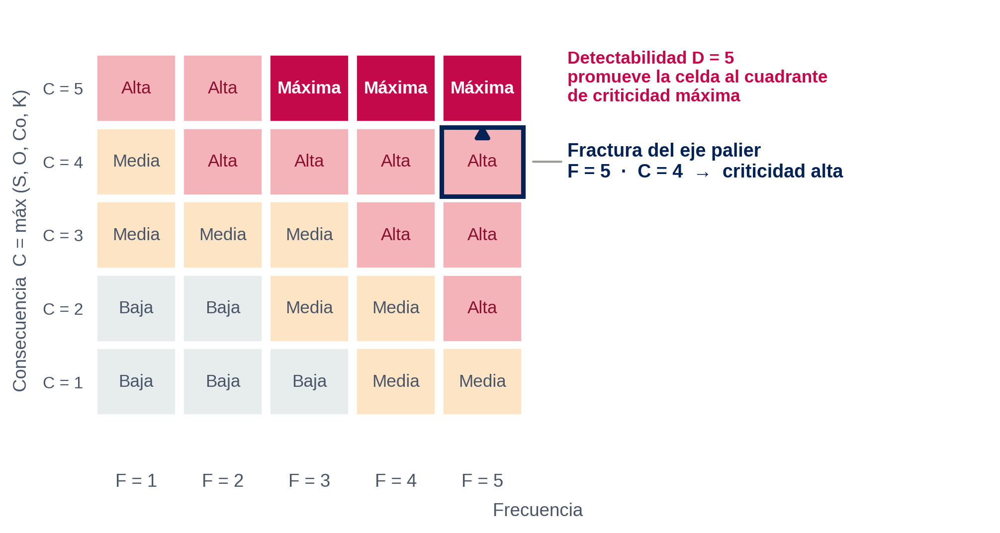 Consecuencia  C = máx (S, O, Co, K)
C = 5 Alta Alta Máxima Máxima Máxima
C = 4 Media Alta Alta Alta Alta
C = 3 Media Media Media Alta Alta
C = 2 Baja Baja Media Media Alta
C = 1 Baja Baja Baja Media Media
F = 1 F = 2 F = 3 F = 4 F = 5
Frecuencia
Detectabilidad D = 5
promueve la celda al cuadrante
de criticidad máxima
Fractura del eje palier
F = 5 · C = 4 → criticidad alta